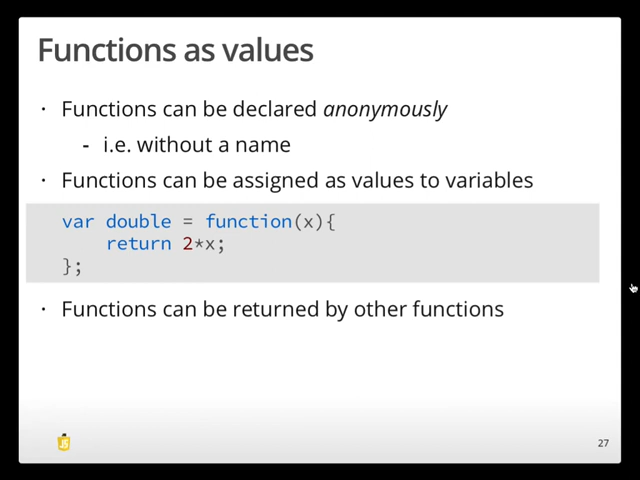 Functions as values
· Functions can be declared anonymously
- i.e. without a name
· Functions can be assigned as values to variables
var double = function(x){
    return 2*x;
};
· Functions can be returned by other functions
JS
27